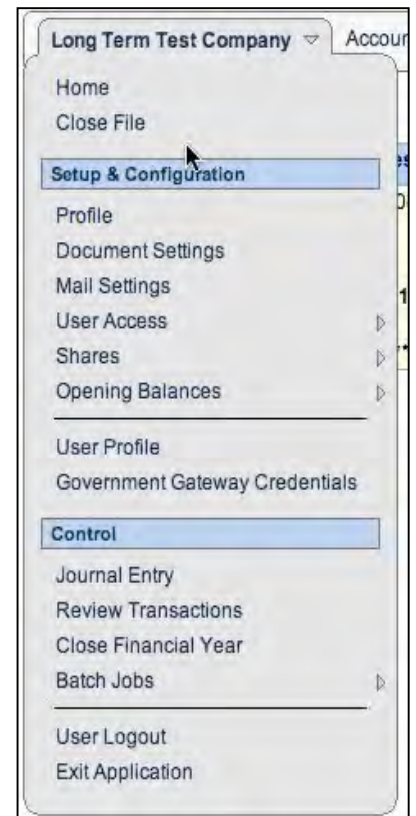 Long Term Test Company
Home
Close File
Setup & Configuration
Profile
Document Settings
Mail Settings
User Access
Shares
Opening Balances
User Profile
Government Gateway Credentials
Control
Journal Entry
Review Transactions
Close Financial Year
Batch Jobs
User Logout
Exit Application